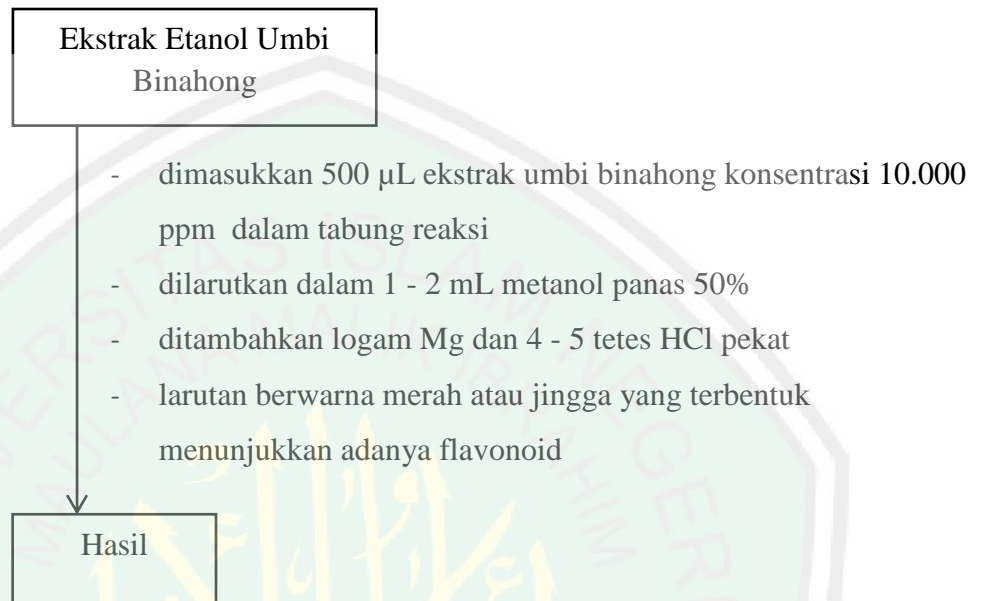 Ekstrak Etanol Umbi
Binahong
- dimasukkan 500 µL ekstrak umbi binahong konsentrasi 10.000
ppm dalam tabung reaksi
- dilarutkan dalam 1 - 2 mL metanol panas 50%
- ditambahkan logam Mg dan 4 - 5 tetes HCl pekat
- larutan berwarna merah atau jingga yang terbentuk
menunjukkan adanya flavonoid
Hasil